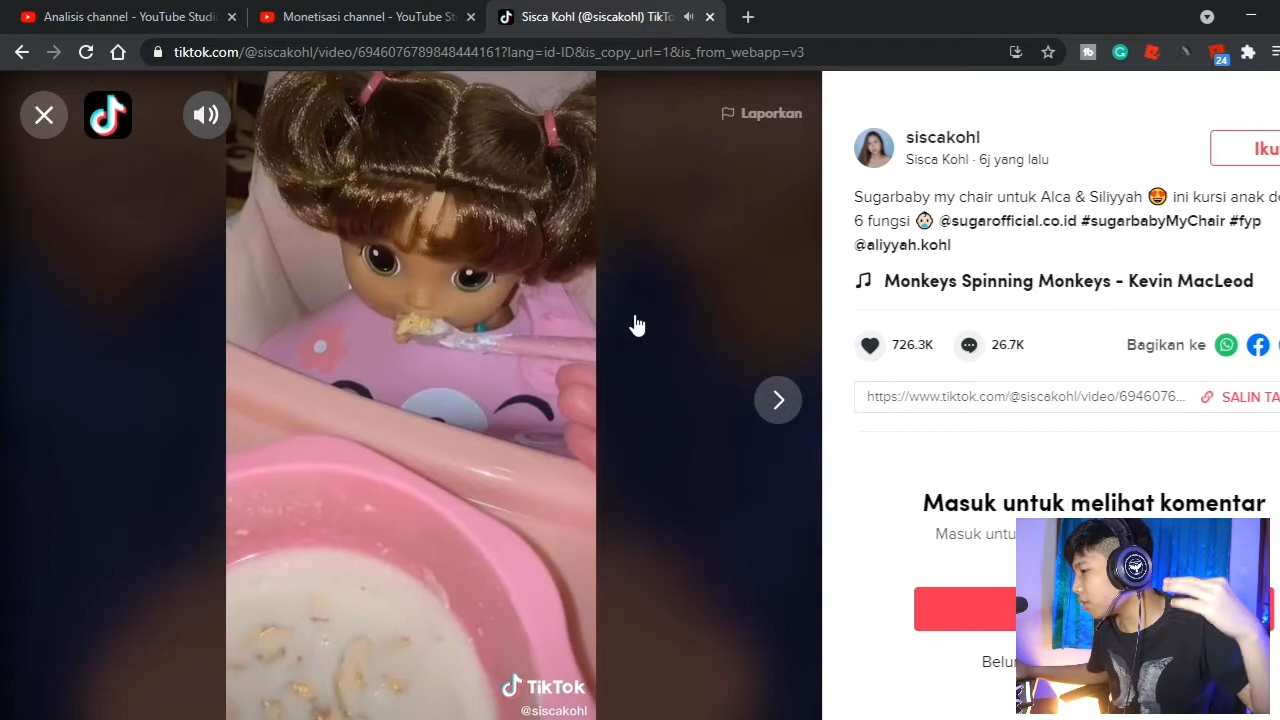 Analisis channel - YouTube Studi
Monetisasi channel - YouTube St
Sisca Kohl (@siscakohl) TikTo
tiktok.com/@siscakohl/video/6946076789848444161?lang=id-ID&is_copy_url=1&is_from_webapp=v3
24
Laporkan
siscakohl
Sisca Kohl · 6j yang lalu
Iku
Sugarbaby my chair untuk Alca & Siliyyah 🤩 ini kursi anak de
6 fungsi 👶🏻 @sugarofficial.co.id #sugarbabyMyChair #fyp
@aliyyah.kohl
Monkeys Spinning Monkeys - Kevin MacLeod
726.3K
26.7K
Bagikan ke
https://www.tiktok.com/@siscakohl/video/6946076...
SALIN TA
Masuk untuk melihat komentar
Masuk untu
Belu
TikTok
@siscakohl